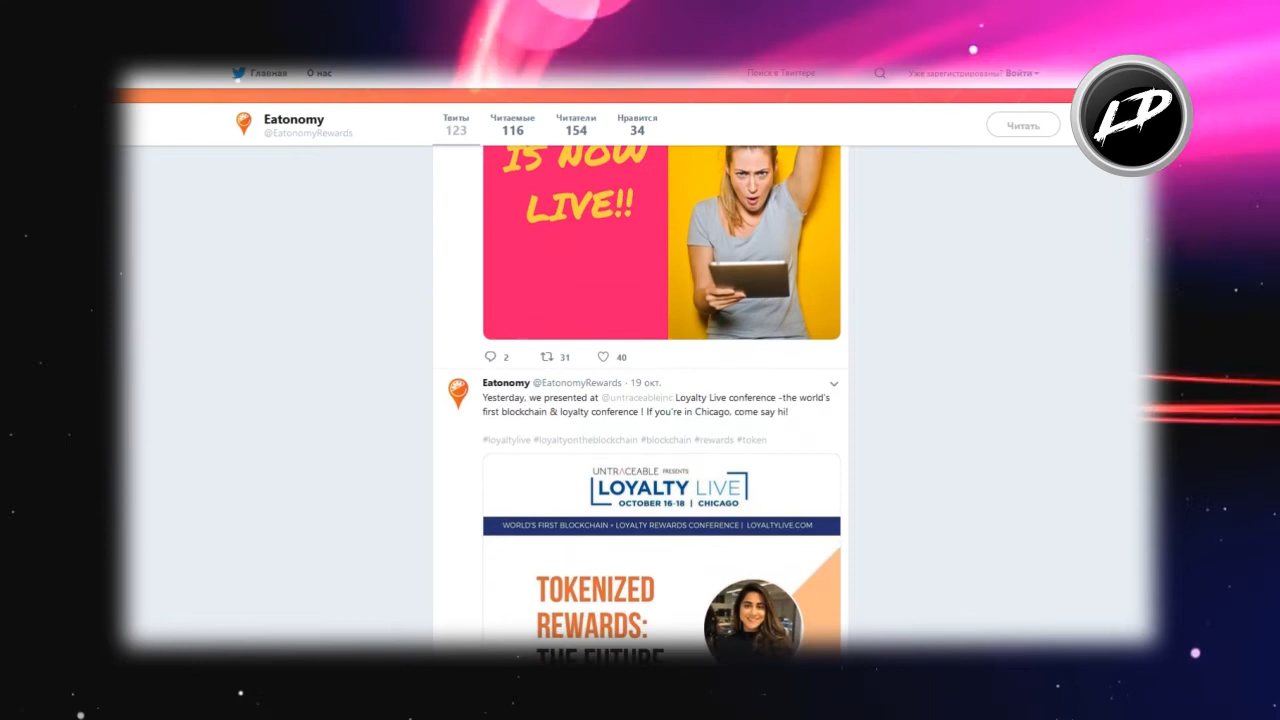 Главная О нас Поиск в Твиттере Уже зарегистрированы? Войти
LD
Eatonomy
@EatonomyRewards
Твиты Читаемые Читатели Нравится
123 116 154 34
Читать
IS NOW
LIVE!!
2 31 40
Eatonomy @EatonomyRewards · 19 окт.
Yesterday, we presented at @untraceableinc Loyalty Live conference -the world's
first blockchain & loyalty conference ! If you're in Chicago, come say hi!
#loyaltylive #loyaltyontheblockchain #blockchain #rewards #token
UNTRACEABLE PRESENTS
LOYALTY LIVE
OCTOBER 16-18 | CHICAGO
WORLD'S FIRST BLOCKCHAIN + LOYALTY REWARDS CONFERENCE | LOYALTYLIVE.COM
TOKENIZED
REWARDS:
THE FUTURE